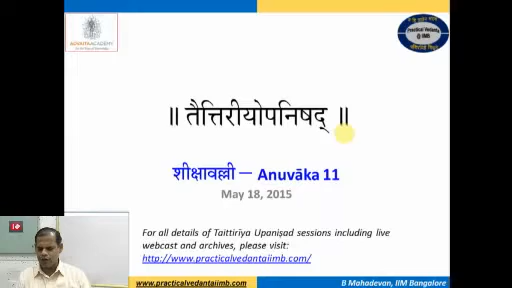 ADVAITA ACADEMY
Practical Vedanta
@ IIMB
॥ तैत्तिरीयोपनिषद् ॥
शीक्षावल्ली – Anuvāka 11
May 18, 2015
For all details of Taittirīya Upaniṣad sessions including live
webcast and archives, please visit:
http://www.practicalvedantaiimb.com/
www.practicalvedantaiimb.com
B Mahadevan, IIM Bangalore